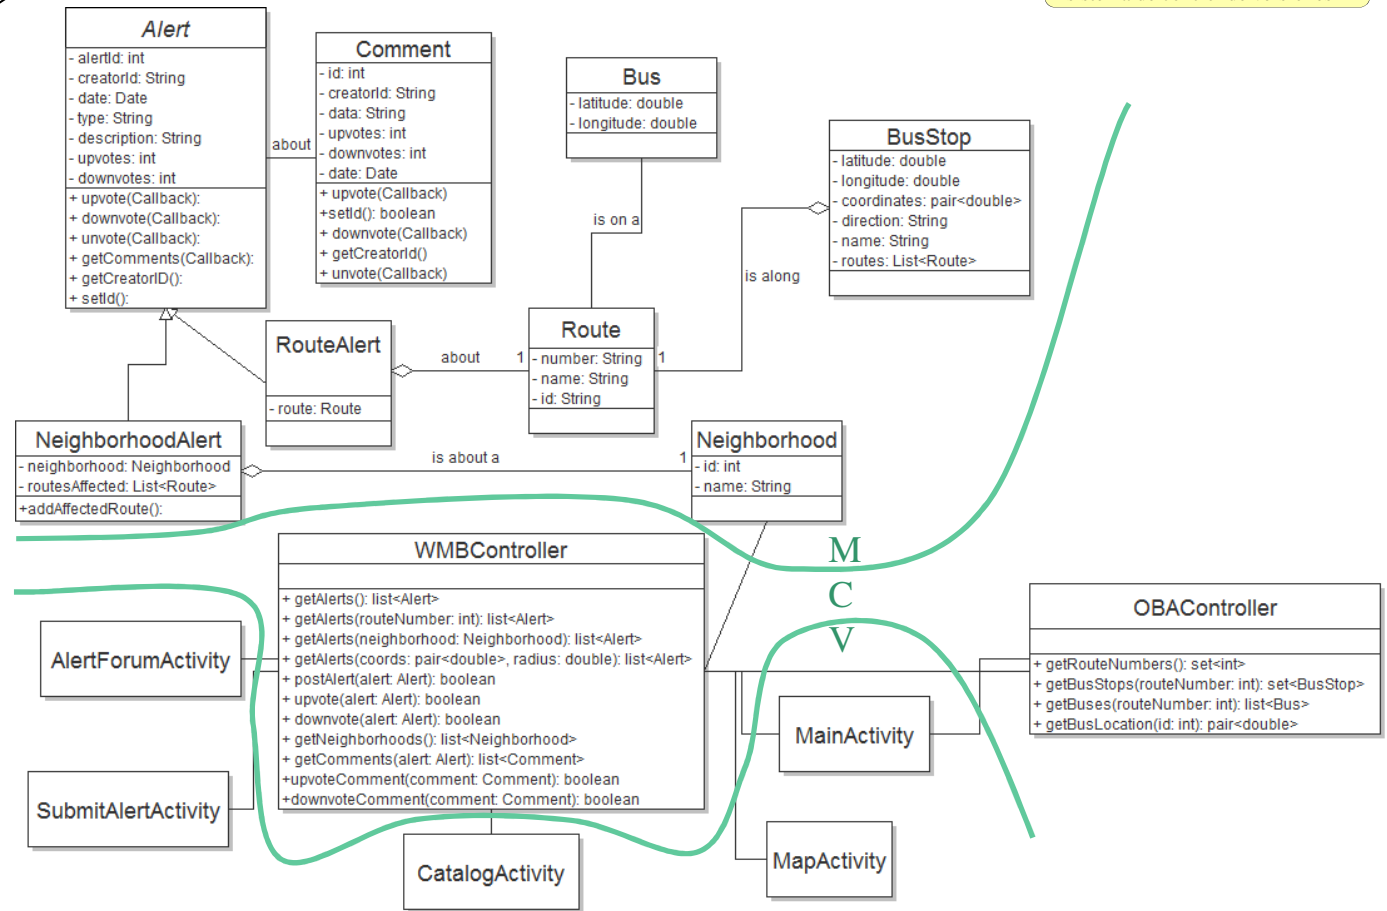 Alert
- alertId: int
- creatorId: String
- date: Date
- type: String
- description: String
- upvotes: int
- downvotes: int
+ upvote(Callback):
+ downvote(Callback):
+ unvote(Callback):
+ getComments(Callback):
+ getCreatorID():
+ setId():
about
Comment
- id: int
- creatorId: String
- data: String
- upvotes: int
- downvotes: int
- date: Date
+ upvote(Callback)
+setId(): boolean
+ downvote(Callback)
+ getCreatorId()
+ unvote(Callback)
Bus
- latitude: double
- longitude: double
is on a
BusStop
- latitude: double
- longitude: double
- coordinates: pair<double>
- direction: String
- name: String
- routes: List<Route>
is along
RouteAlert
- route: Route
about
1
Route
- number: String
- name: String
- id: String
1
NeighborhoodAlert
- neighborhood: Neighborhood
- routesAffected: List<Route>
+addAffectedRoute():
is about a
1
Neighborhood
- id: int
- name: String
M
C
V
WMBController
+ getAlerts(): list<Alert>
+ getAlerts(routeNumber: int): list<Alert>
+ getAlerts(neighborhood: Neighborhood): list<Alert>
+ getAlerts(coords: pair<double>, radius: double): list<Alert>
+ postAlert(alert: Alert): boolean
+ upvote(alert: Alert): boolean
+ downvote(alert: Alert): boolean
+ getNeighborhoods(): list<Neighborhood>
+ getComments(alert: Alert): list<Comment>
+upvoteComment(comment: Comment): boolean
+downvoteComment(comment: Comment): boolean
OBAController
+ getRouteNumbers(): set<int>
+ getBusStops(routeNumber: int): set<BusStop>
+ getBuses(routeNumber: int): list<Bus>
+ getBusLocation(id: int): pair<double>
AlertForumActivity
SubmitAlertActivity
CatalogActivity
MainActivity
MapActivity